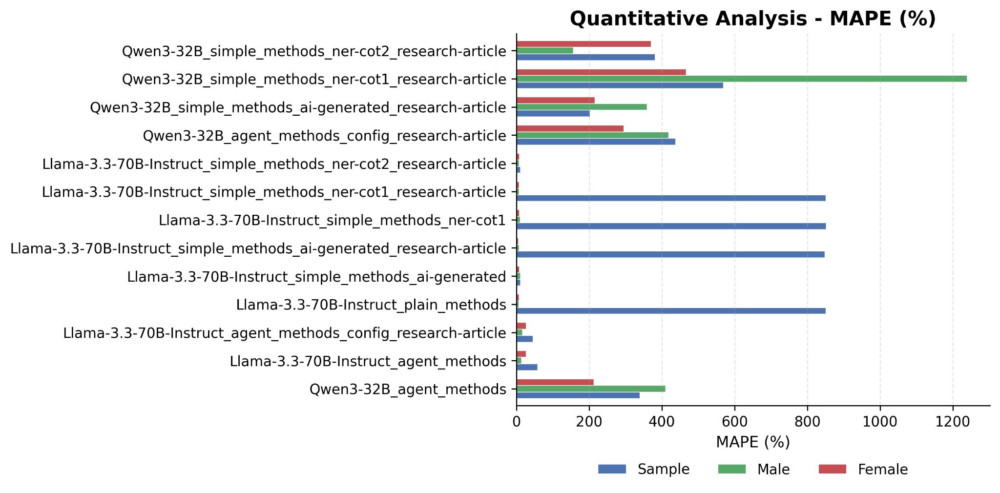 Quantitative Analysis - MAPE (%)
Qwen3-32B_simple_methods_ner-cot2_research-article
Qwen3-32B_simple_methods_ner-cot1_research-article
Qwen3-32B_simple_methods_ai-generated_research-article
Qwen3-32B_agent_methods_config_research-article
Llama-3.3-70B-Instruct_simple_methods_ner-cot2_research-article
Llama-3.3-70B-Instruct_simple_methods_ner-cot1_research-article
Llama-3.3-70B-Instruct_simple_methods_ner-cot1
Llama-3.3-70B-Instruct_simple_methods_ai-generated_research-article
Llama-3.3-70B-Instruct_simple_methods_ai-generated
Llama-3.3-70B-Instruct_plain_methods
Llama-3.3-70B-Instruct_agent_methods_config_research-article
Llama-3.3-70B-Instruct_agent_methods
Qwen3-32B_agent_methods
0 200 400 600 800 1000 1200
MAPE (%)
Sample Male Female